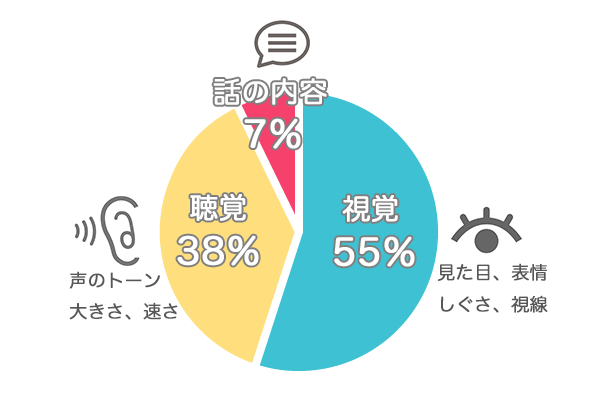 話の内容
7%
聴覚
38%
視覚
55%
声のトーン
大きさ、速さ
見た目、表情
しぐさ、視線